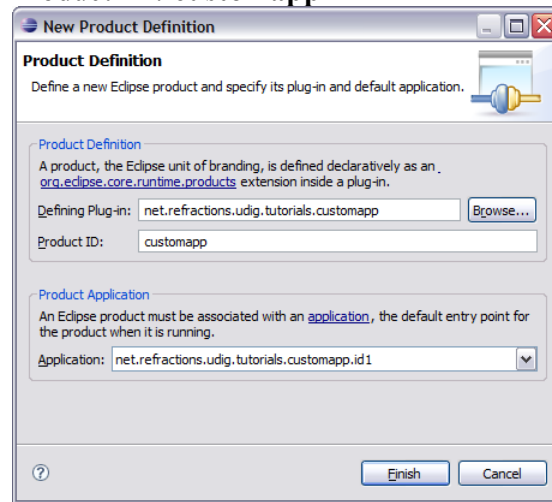 New Product Definition
Product Definition
Define a new Eclipse product and specify its plug-in and default application.
Product Definition
A product, the Eclipse unit of branding, is defined declaratively as an
org.eclipse.core.runtime.products extension inside a plug-in.
Defining Plug-in: net.refractions.udig.tutorials.customapp Browse...
Product ID: customapp
Product Application
An Eclipse product must be associated with an application, the default entry point for
the product when it is running.
Application: net.refractions.udig.tutorials.customapp.id1
Finish Cancel